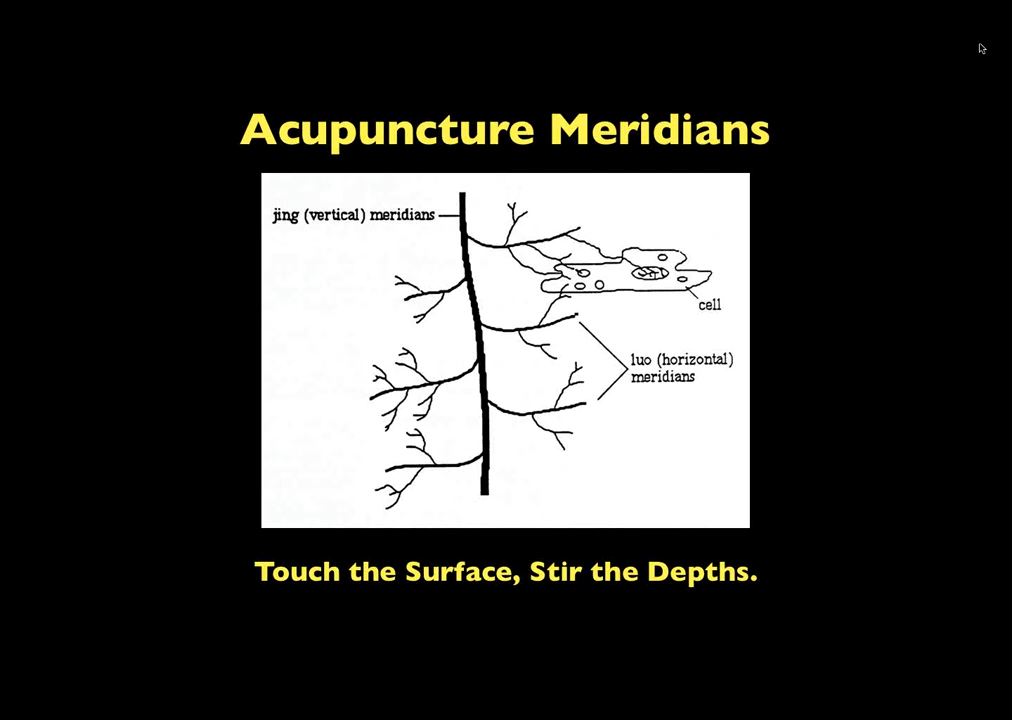 Acupuncture Meridians
jing (vertical) meridians
cell
luo (horizontal)
meridians
Touch the Surface, Stir the Depths.